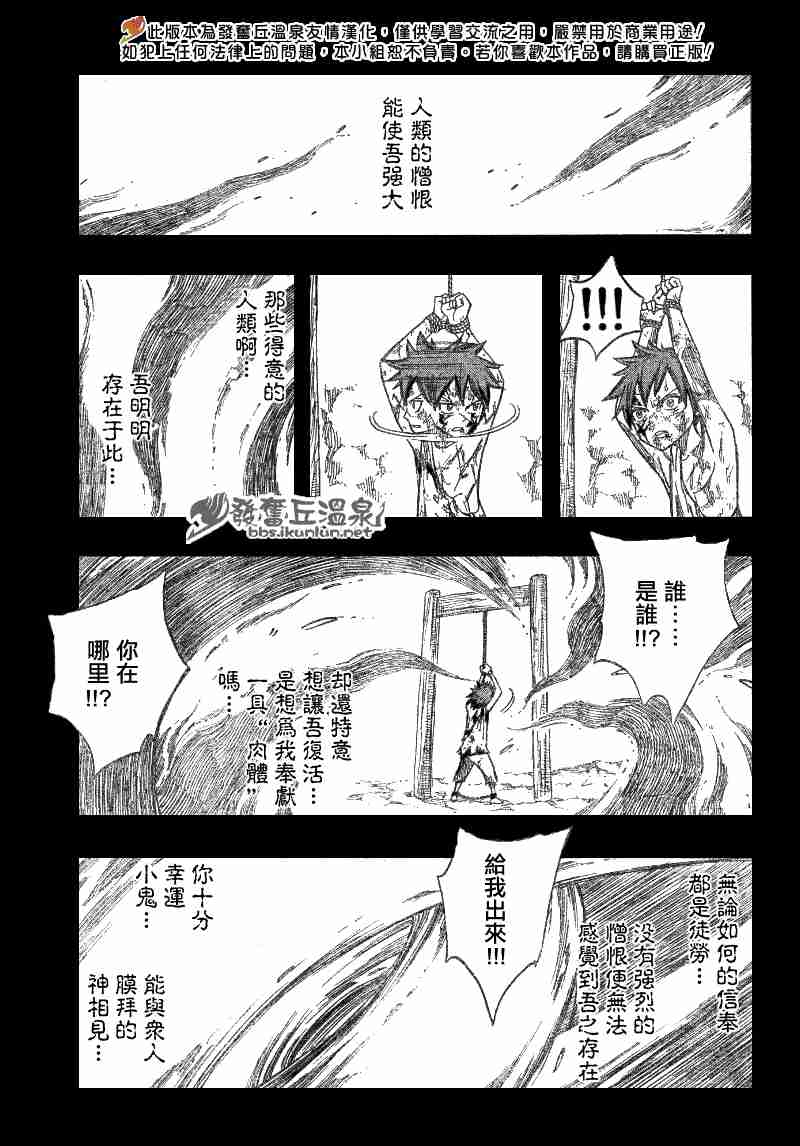 此版本為發奮丘溫泉友情漢化，僅供學習交流之用，嚴禁用於商業用途！
如犯上任何法律上的問題，本小組恕不負責。若你喜歡本作品，請購買正版！
人類的憎恨
能使吾强大
!!!
那些得意的
人類啊…
吾明明
存在于此…
發奮丘溫泉
bbs.ikunlun.net
誰……
是誰!!?
却還特意
想讓吾復活…
是想爲我奉獻
一具“肉體”
嗎…
你在
哪里!!?
無論如何的信奉
都是徒勞…
没有强烈的
憎恨便無法
感覺到吾之存在
給我出來!!!
你十分
幸運
小鬼…
能與衆人
膜拜的
神相見…